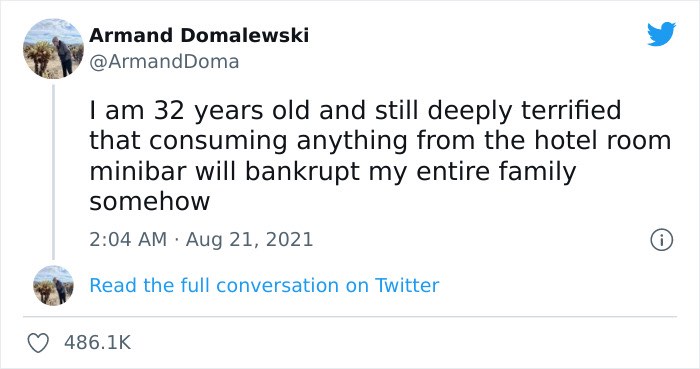 Armand Domalewski
@ArmandDoma
I am 32 years old and still deeply terrified
that consuming anything from the hotel room
minibar will bankrupt my entire family
somehow
2:04 AM · Aug 21, 2021
Read the full conversation on Twitter
486.1K